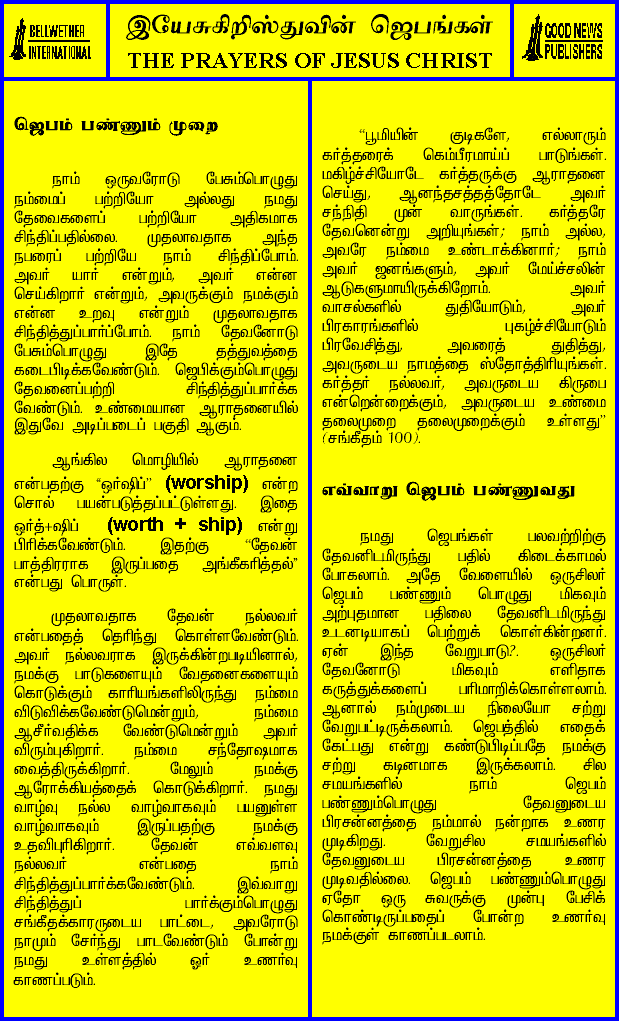 BELLWETHER
INTERNATIONAL
இயேசுகிறிஸ்துவின் ஜெபங்கள்
THE PRAYERS OF JESUS CHRIST
GOOD NEWS
PUBLISHERS
ஜெபம் பண்ணும் முறை
நாம் ஒருவரோடு பேசும்பொழுது
நம்மைப் பற்றியோ அல்லது நமது
தேவைகளைப் பற்றியோ அதிகமாக
சிந்திப்பதில்லை. முதலாவதாக அந்த
நபரைப் பற்றியே நாம் சிந்திப்போம்.
அவர் யார் என்றும், அவர் என்ன
செய்கிறார் என்றும், அவருக்கும் நமக்கும்
என்ன உறவு என்றும் முதலாவதாக
சிந்தித்துப்பார்ப்போம். நாம் தேவனோடு
பேசும்பொழுது இதே தத்துவத்தை
கடைபிடிக்கவேண்டும். ஜெபிக்கும்பொழுது
தேவனைப்பற்றி சிந்தித்துப்பார்க்க
வேண்டும். உண்மையான ஆராதனையில்
இதுவே அடிப்படைப் பகுதி ஆகும்.
ஆங்கில மொழியில் ஆராதனை
என்பதற்கு “ஒர்ஷிப்” (worship) என்ற
சொல் பயன்படுத்தப்பட்டுள்ளது. இதை
ஒர்த்+ஷிப் (worth + ship) என்று
பிரிக்கவேண்டும். இதற்கு “தேவன்
பாத்திரராக இருப்பதை அங்கீகரித்தல்”
என்பது பொருள்.
முதலாவதாக தேவன் நல்லவர்
என்பதைத் தெரிந்து கொள்ளவேண்டும்.
அவர் நல்லவராக இருக்கின்றபடியினால்,
நமக்கு பாடுகளையும் வேதனைகளையும்
கொடுக்கும் காரியங்களிலிருந்து நம்மை
விடுவிக்கவேண்டுமென்றும், நம்மை
ஆசீர்வதிக்க வேண்டுமென்றும் அவர்
விரும்புகிறார். நம்மை சந்தோஷமாக
வைத்திருக்கிறார். மேலும் நமக்கு
ஆரோக்கியத்தைக் கொடுக்கிறார். நமது
வாழ்வு நல்ல வாழ்வாகவும் பயனுள்ள
வாழ்வாகவும் இருப்பதற்கு நமக்கு
உதவிபுரிகிறார். தேவன் எவ்வளவு
நல்லவர் என்பதை நாம்
சிந்தித்துப்பார்க்கவேண்டும். இவ்வாறு
சிந்தித்துப் பார்க்கும்பொழுது
சங்கீதக்காரருடைய பாட்டை, அவரோடு
நாமும் சேர்ந்து பாடவேண்டும் போன்று
நமது உள்ளத்தில் ஓர் உணர்வு
காணப்படும்.
“பூமியின் குடிகளே, எல்லாரும்
கர்த்தரைக் கெம்பீரமாய்ப் பாடுங்கள்.
மகிழ்ச்சியோடே கர்த்தருக்கு ஆராதனை
செய்து, ஆனந்தசத்தத்தோடே அவர்
சந்நிதி முன் வாருங்கள். கர்த்தரே
தேவனென்று அறியுங்கள்; நாம் அல்ல,
அவரே நம்மை உண்டாக்கினார்; நாம்
அவர் ஜனங்களும், அவர் மேய்ச்சலின்
ஆடுகளுமாயிருக்கிறோம். அவர்
வாசல்களில் துதியோடும், அவர்
பிரகாரங்களில் புகழ்ச்சியோடும்
பிரவேசித்து, அவரைத் துதித்து,
அவருடைய நாமத்தை ஸ்தோத்திரியுங்கள்.
கர்த்தர் நல்லவர், அவருடைய கிருபை
என்றென்றைக்கும், அவருடைய உண்மை
தலைமுறை தலைமுறைக்கும் உள்ளது”
(சங்கீதம் 100).
எவ்வாறு ஜெபம் பண்ணுவது
நமது ஜெபங்கள் பலவற்றிற்கு
தேவனிடமிருந்து பதில் கிடைக்காமல்
போகலாம். அதே வேளையில் ஒருசிலர்
ஜெபம் பண்ணும் பொழுது மிகவும்
அற்புதமான பதிலை தேவனிடமிருந்து
உடனடியாகப் பெற்றுக் கொள்கின்றனர்.
ஏன் இந்த வேறுபாடு?. ஒருசிலர்
தேவனோடு மிகவும் எளிதாக
கருத்துக்களைப் பரிமாறிக்கொள்ளலாம்.
ஆனால் நம்முடைய நிலையோ சற்று
வேறுபட்டிருக்கலாம். ஜெபத்தில் எதைக்
கேட்பது என்று கண்டுபிடிப்பதே நமக்கு
சற்று கடினமாக இருக்கலாம். சில
சமயங்களில் நாம் ஜெபம்
பண்ணும்பொழுது தேவனுடைய
பிரசன்னத்தை நம்மால் நன்றாக உணர
முடிகிறது. வேறுசில சமயங்களில்
தேவனுடைய பிரசன்னத்தை உணர
முடிவதில்லை. ஜெபம் பண்ணும்பொழுது
ஏதோ ஒரு சுவருக்கு முன்பு பேசிக்
கொண்டிருப்பதைப் போன்ற உணர்வு
நமக்குள் காணப்படலாம்.